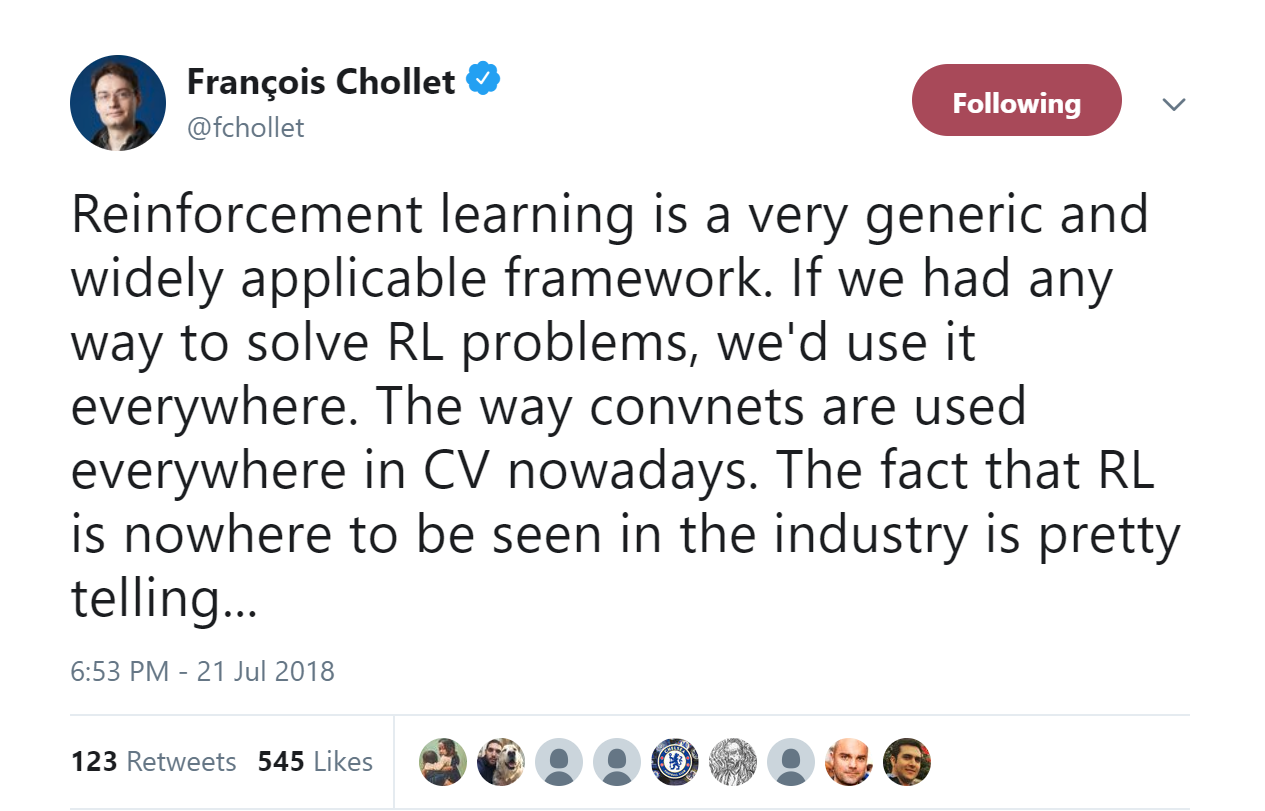 François Chollet
@fchollet
Following
Reinforcement learning is a very generic and
widely applicable framework. If we had any
way to solve RL problems, we'd use it
everywhere. The way convnets are used
everywhere in CV nowadays. The fact that RL
is nowhere to be seen in the industry is pretty
telling...
6:53 PM - 21 Jul 2018
123 Retweets 545 Likes